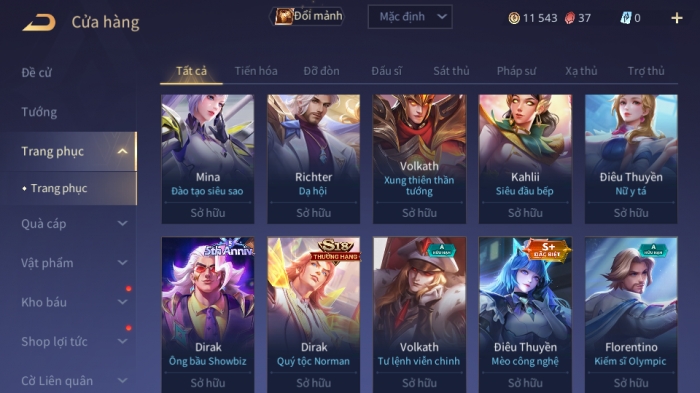 Cửa hàng
Đổi mảnh
Mặc định
11 543
37
0
Đề cử
Tướng
Trang phục
Trang phục
Quà cáp
Vật phẩm
Kho báu
Shop lợi tức
Cờ Liên quân
Tất cả
Tiến hóa
Đỡ đòn
Đấu sĩ
Sát thủ
Pháp sư
Xạ thủ
Trợ thủ
Mina
Đào tạo siêu sao
Sở hữu
Richter
Dạ hội
Sở hữu
Volkath
Xung thiên thần
tướng
Sở hữu
Kahlii
Siêu đầu bếp
Sở hữu
Điêu Thuyền
Nữ y tá
Sở hữu
5th Anniv
Dirak
Ông bầu Showbiz
Sở hữu
S18
THƯỞNG HẠNG
Dirak
Quý tộc Norman
Sở hữu
A
HỮU HẠN
Volkath
Tư lệnh viễn chinh
Sở hữu
S+
ĐẶC BIỆT
Điêu Thuyền
Mèo công nghệ
Sở hữu
A
HỮU HẠN
Florentino
Kiếm sĩ Olympic
Sở hữu